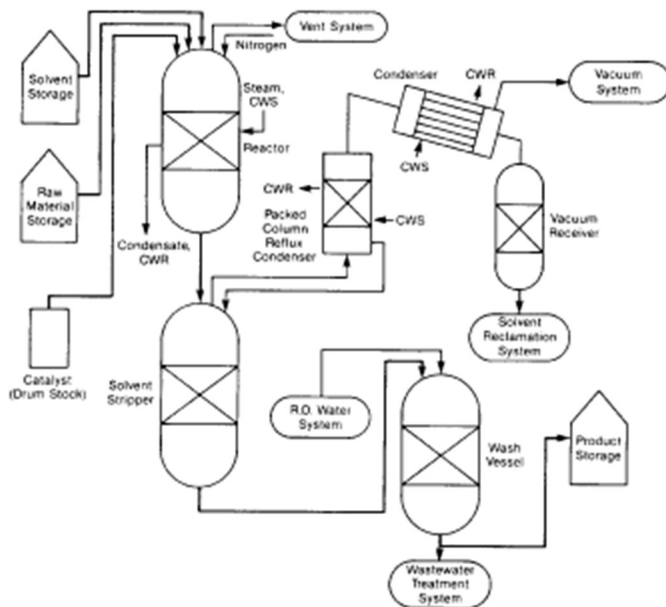 Vent System
Nitrogen
Solvent
Storage
Steam,
CWS
Reactor
Raw
Material
Storage
Condensate,
CWR
Catalyst
(Drum Stock)
Condenser
CWR
CWS
Vacuum
System
CWR
CWS
Packed
Column
Reflux
Condenser
Vacuum
Receiver
Solvent
Reclamation
System
Solvent
Stripper
R.O. Water
System
Wash
Vessel
Product
Storage
Wastewater
Treatment
System